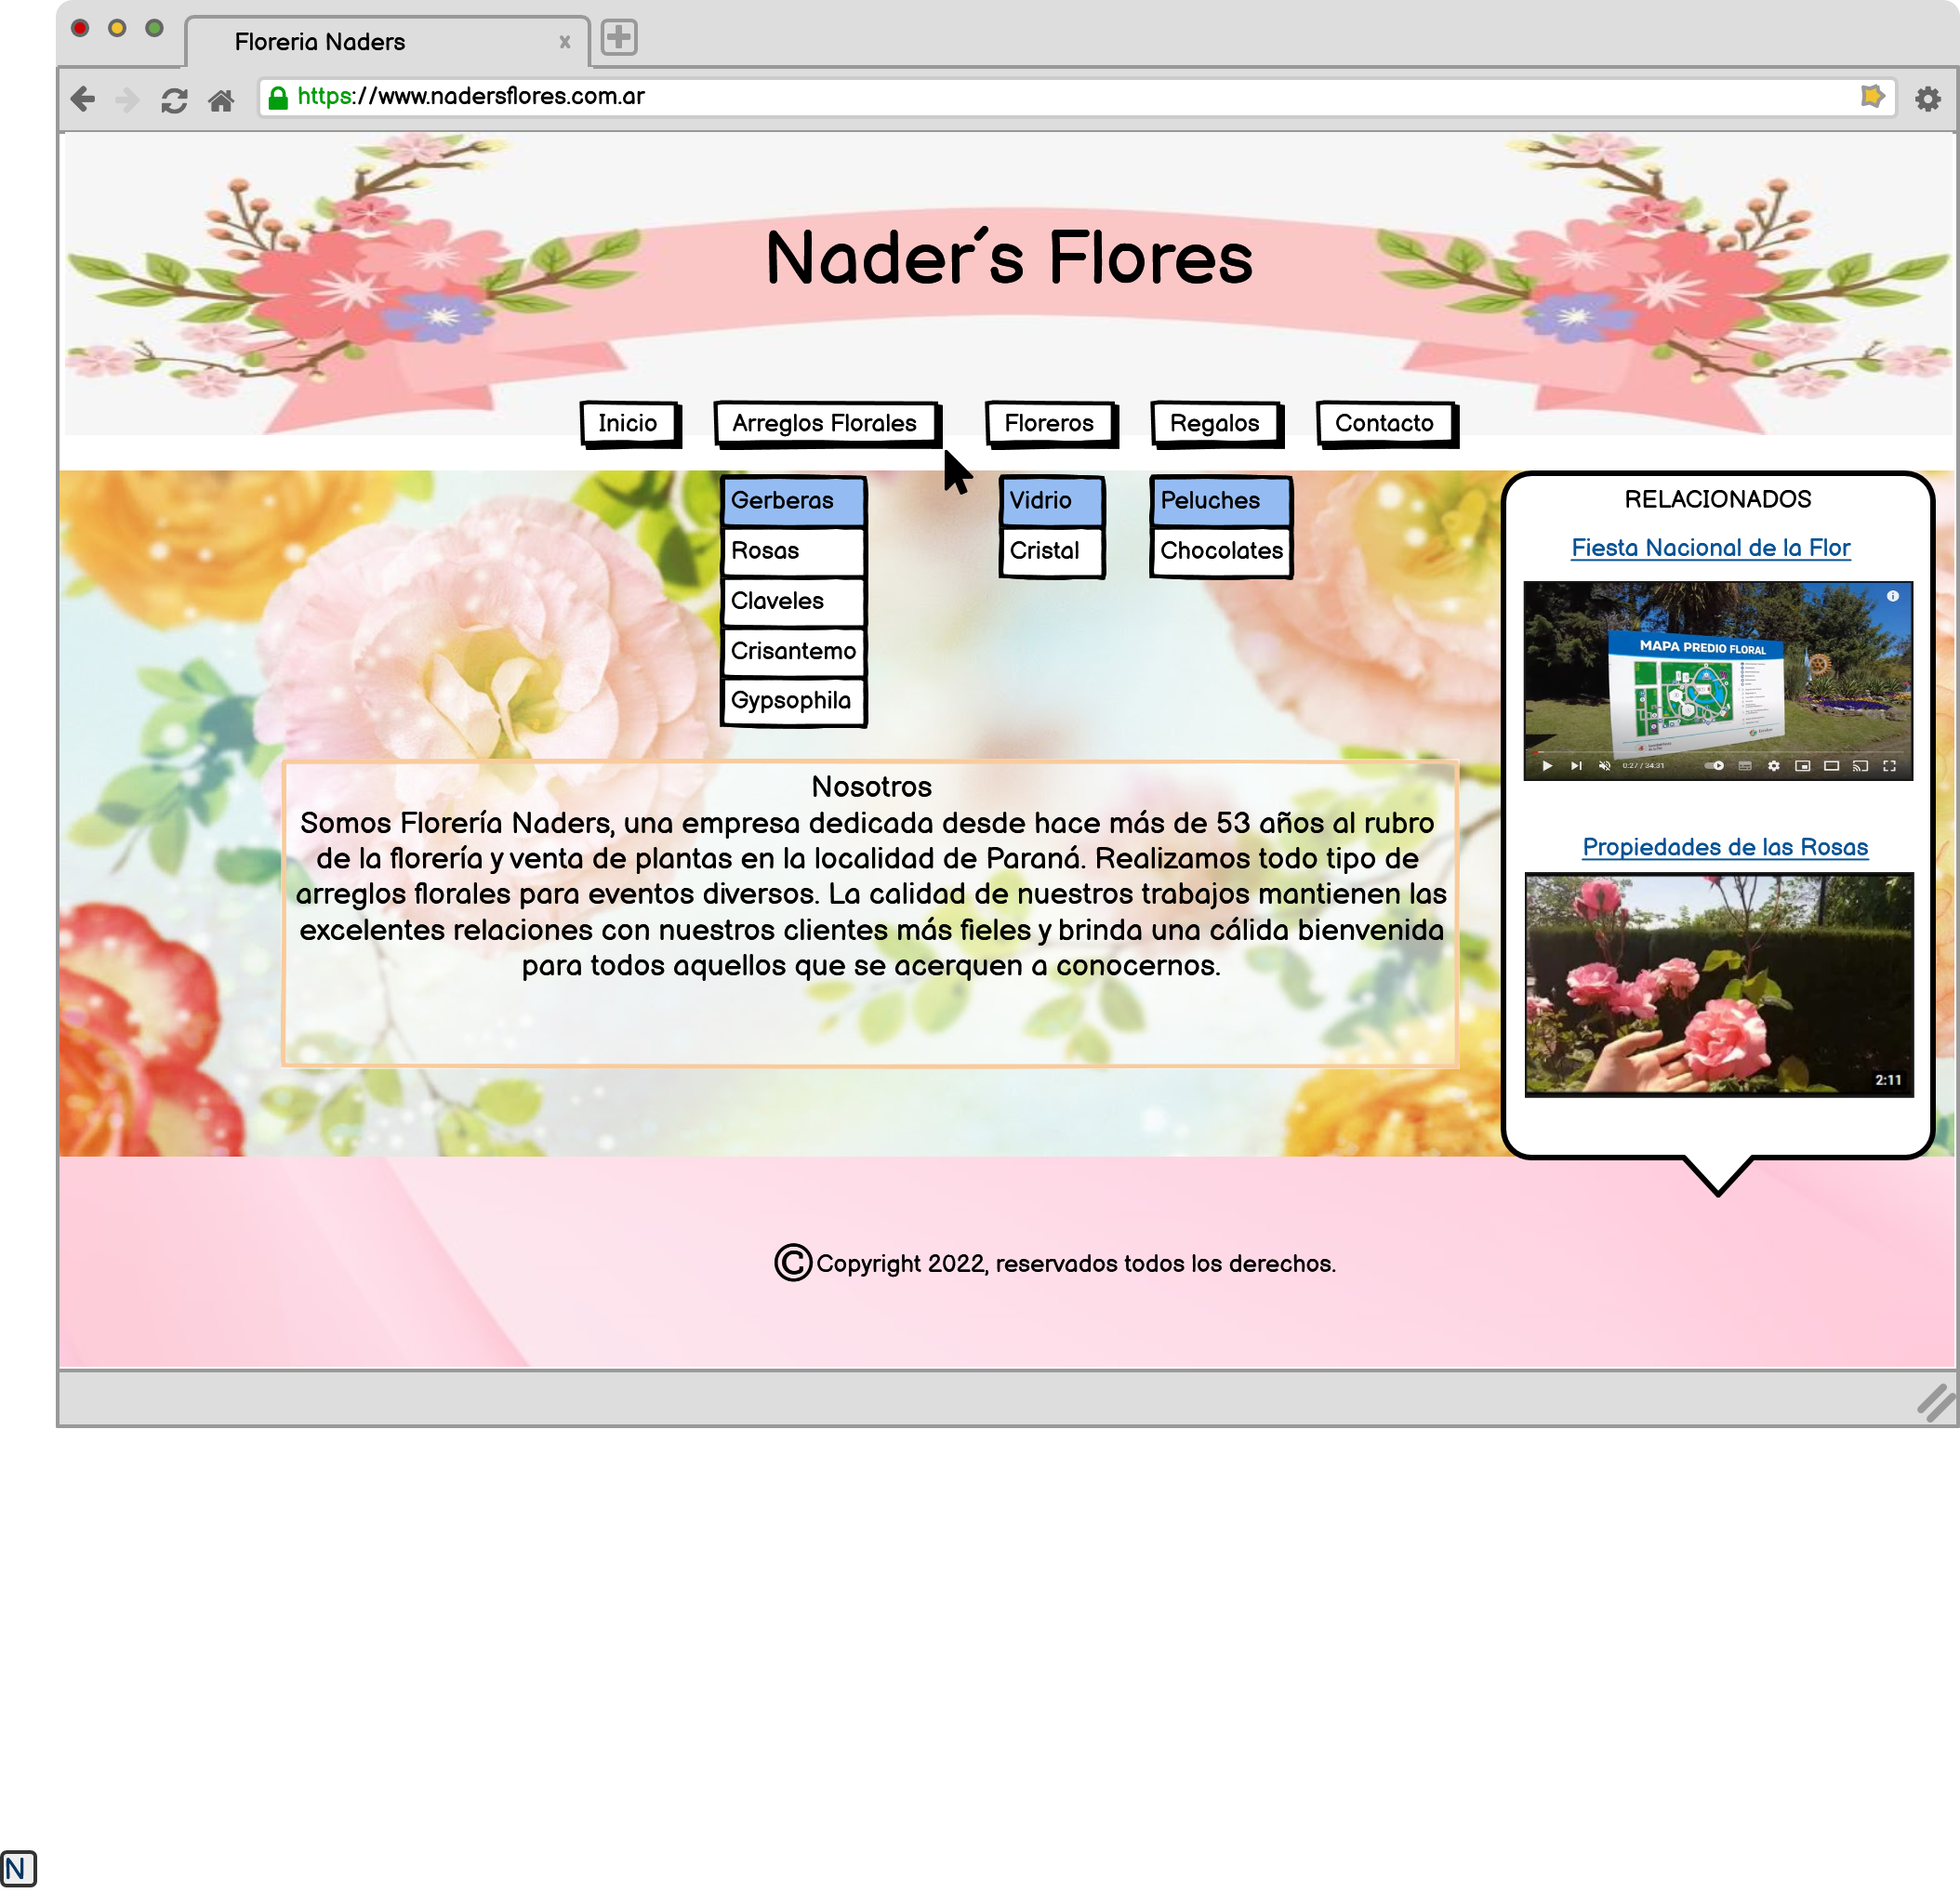 Floreria Naders x
https://www.nadersflores.com.ar
Nader´s Flores
Inicio Arreglos Florales Floreros Regalos Contacto
Gerberas
Rosas
Claveles
Crisantemo
Gypsophila
Vidrio
Cristal
Peluches
Chocolates
RELACIONADOS
Fiesta Nacional de la Flor
MAPA PREDIO FLORAL
0:27 / 34:31
Propiedades de las Rosas
2:11
Nosotros
Somos Florería Naders, una empresa dedicada desde hace más de 53 años al rubro
de la florería y venta de plantas en la localidad de Paraná. Realizamos todo tipo de
arreglos florales para eventos diversos. La calidad de nuestros trabajos mantienen las
excelentes relaciones con nuestros clientes más fieles y brinda una cálida bienvenida
para todos aquellos que se acerquen a conocernos.
©Copyright 2022, reservados todos los derechos.
N